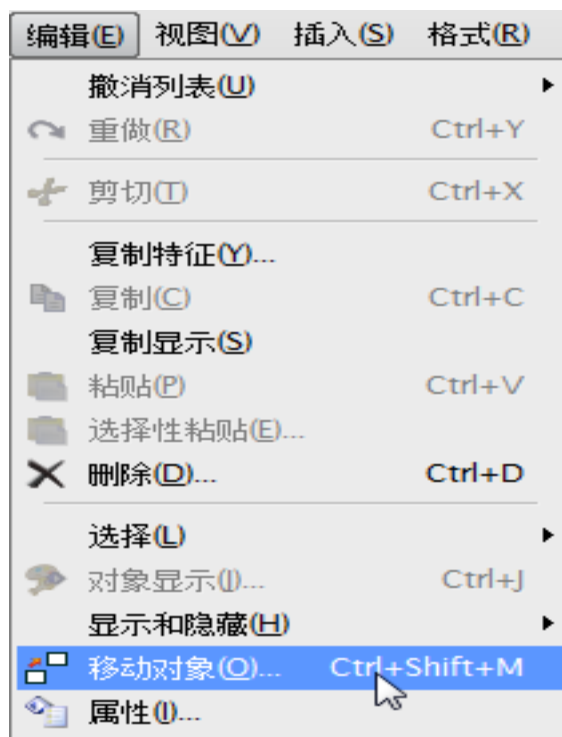 编辑(E) 视图(V) 插入(S) 格式(R)
撤消列表(U)
重做(R) Ctrl+Y
剪切(T) Ctrl+X
复制特征(Y)...
复制(C) Ctrl+C
复制显示(S)
粘贴(P) Ctrl+V
选择性粘贴(E)...
删除(D)... Ctrl+D
选择(L)
对象显示(J)... Ctrl+J
显示和隐藏(H)
移动对象(O)... Ctrl+Shift+M
属性(I)...